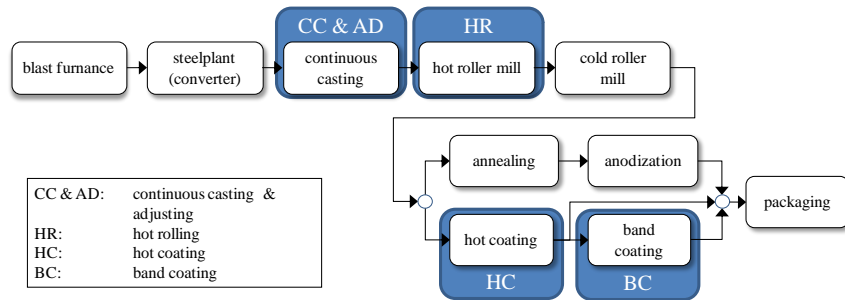 CC & AD
HR
blast furnance
steelplant
(converter)
continuous
casting
hot roller mill
cold roller
mill
annealing
anodization
packaging
hot coating
band
coating
HC
BC
CC & AD: continuous casting & 
adjusting
HR: hot rolling
HC: hot coating
BC: band coating